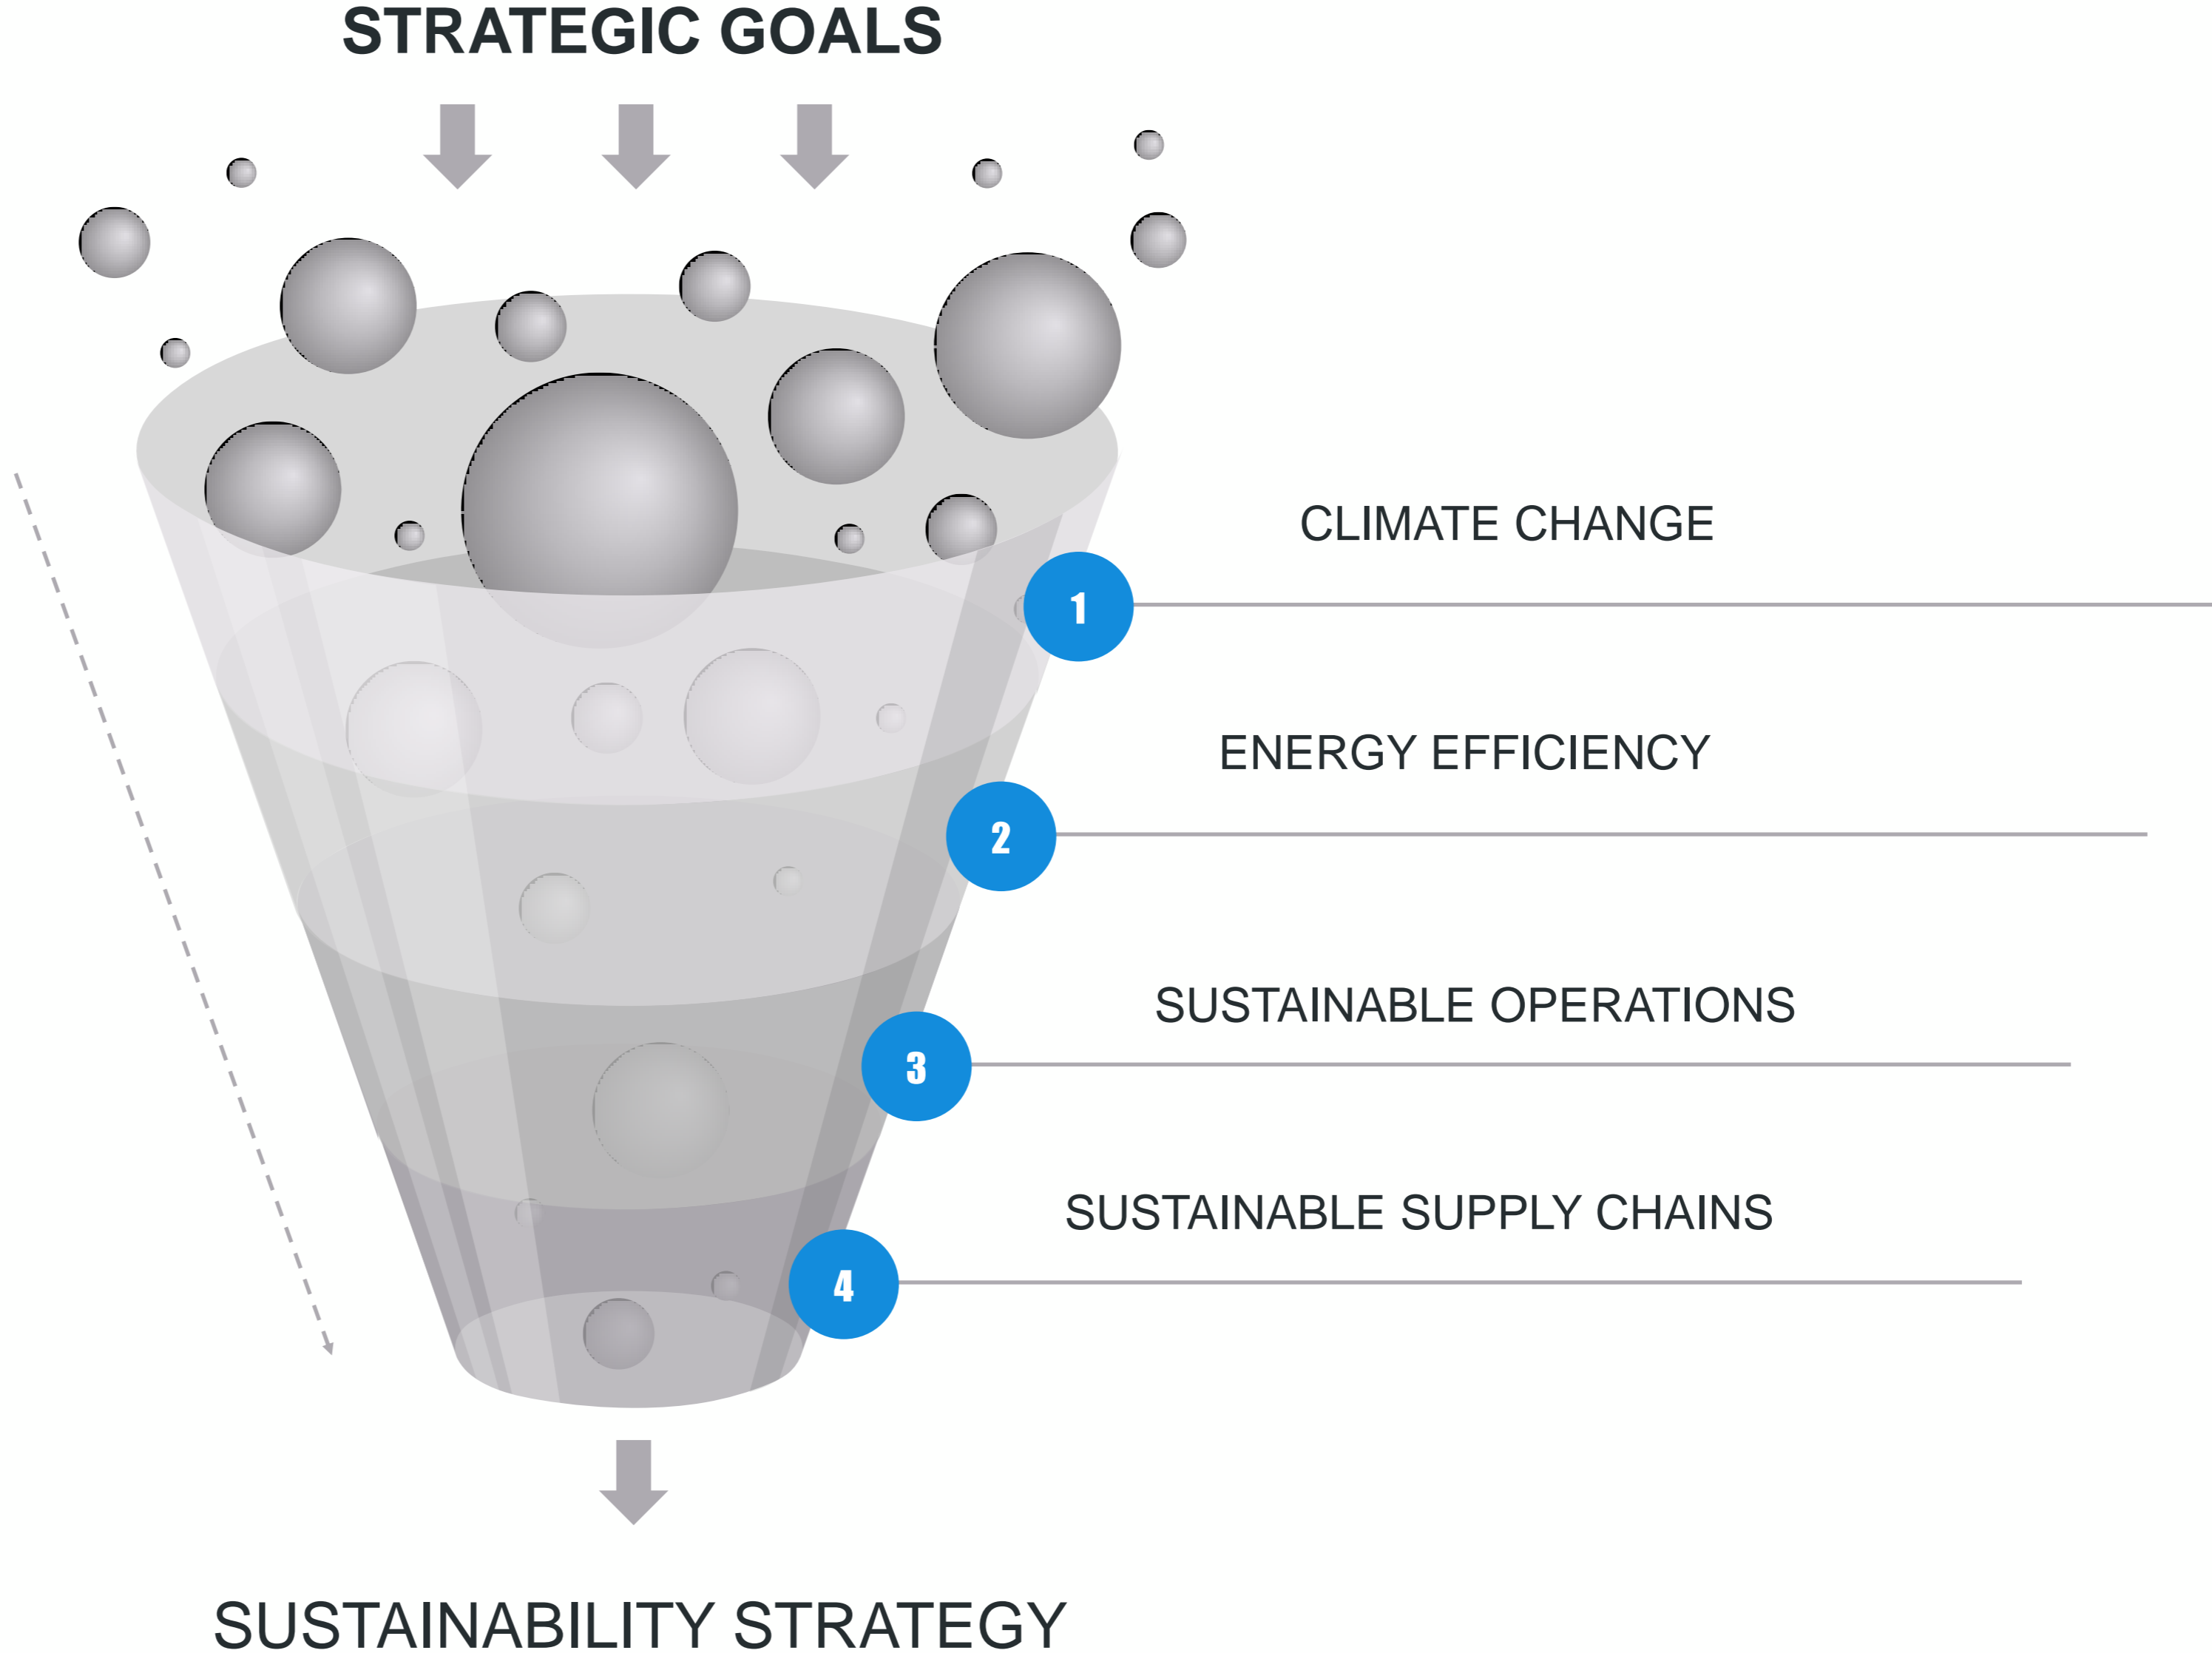 STRATEGIC GOALS
CLIMATE CHANGE
1
ENERGY EFFICIENCY
2
SUSTAINABLE OPERATIONS
3
SUSTAINABLE SUPPLY CHAINS
4
SUSTAINABILITY STRATEGY